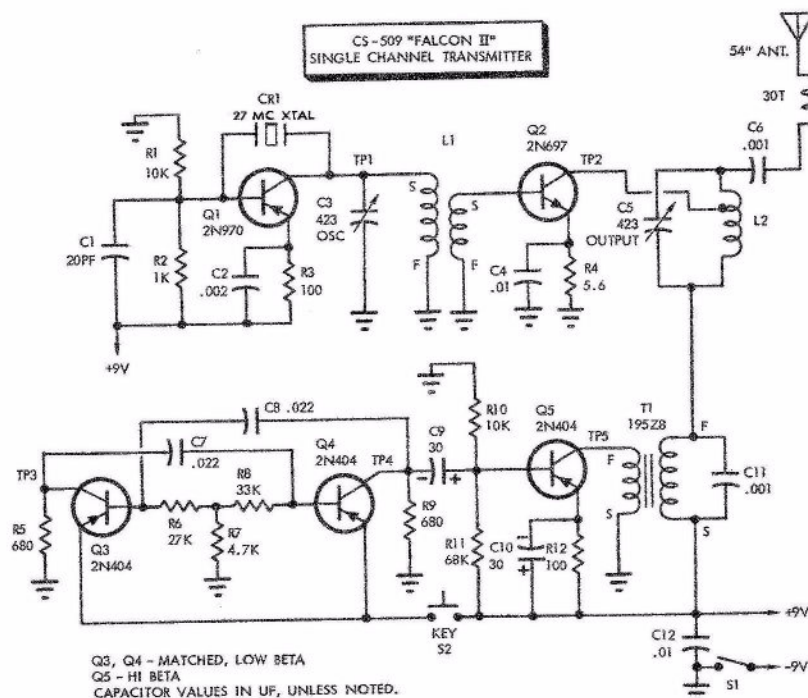 CS-509 "FALCON II"
SINGLE CHANNEL TRANSMITTER
54" ANT.
30T
CR1
27 MC XTAL
L1
Q2
2N697
C6
.001
R1
10K
TP1
TP2
Q1
2N970
C3
423
OSC
S
S
C5
423
OUTPUT
L2
C1
20PF
R2
1K
C2
.002
R3
100
F
F
C4
.01
R4
5.6
+9V
C8 .022
R10
10K
Q5
2N404
T1
195Z8
C7
.022
Q4
2N404
C9
30
TP5
F
F
TP3
R8
33K
TP4
-
+
C11
.001
R5
680
R6
27K
R7
4.7K
R9
680
R11
68K
C10
30
-
+
R12
100
S
S
Q3
2N404
KEY
S2
+9V
C12
.01
-9V
S1
Q3, Q4 - MATCHED, LOW BETA
Q5 - HI BETA
CAPACITOR VALUES IN UF, UNLESS NOTED.